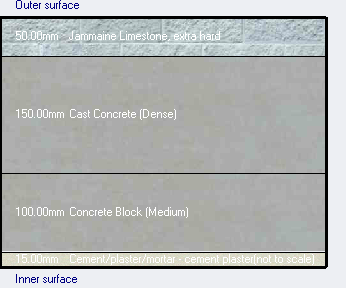 Outer surface
50.00mm Jammaine Limestone, extra hard
150.00mm Cast Concrete (Dense)
100.00mm Concrete Block (Medium)
15.00mm Cement/plaster/mortar - cement plaster(not to scale)
Inner surface